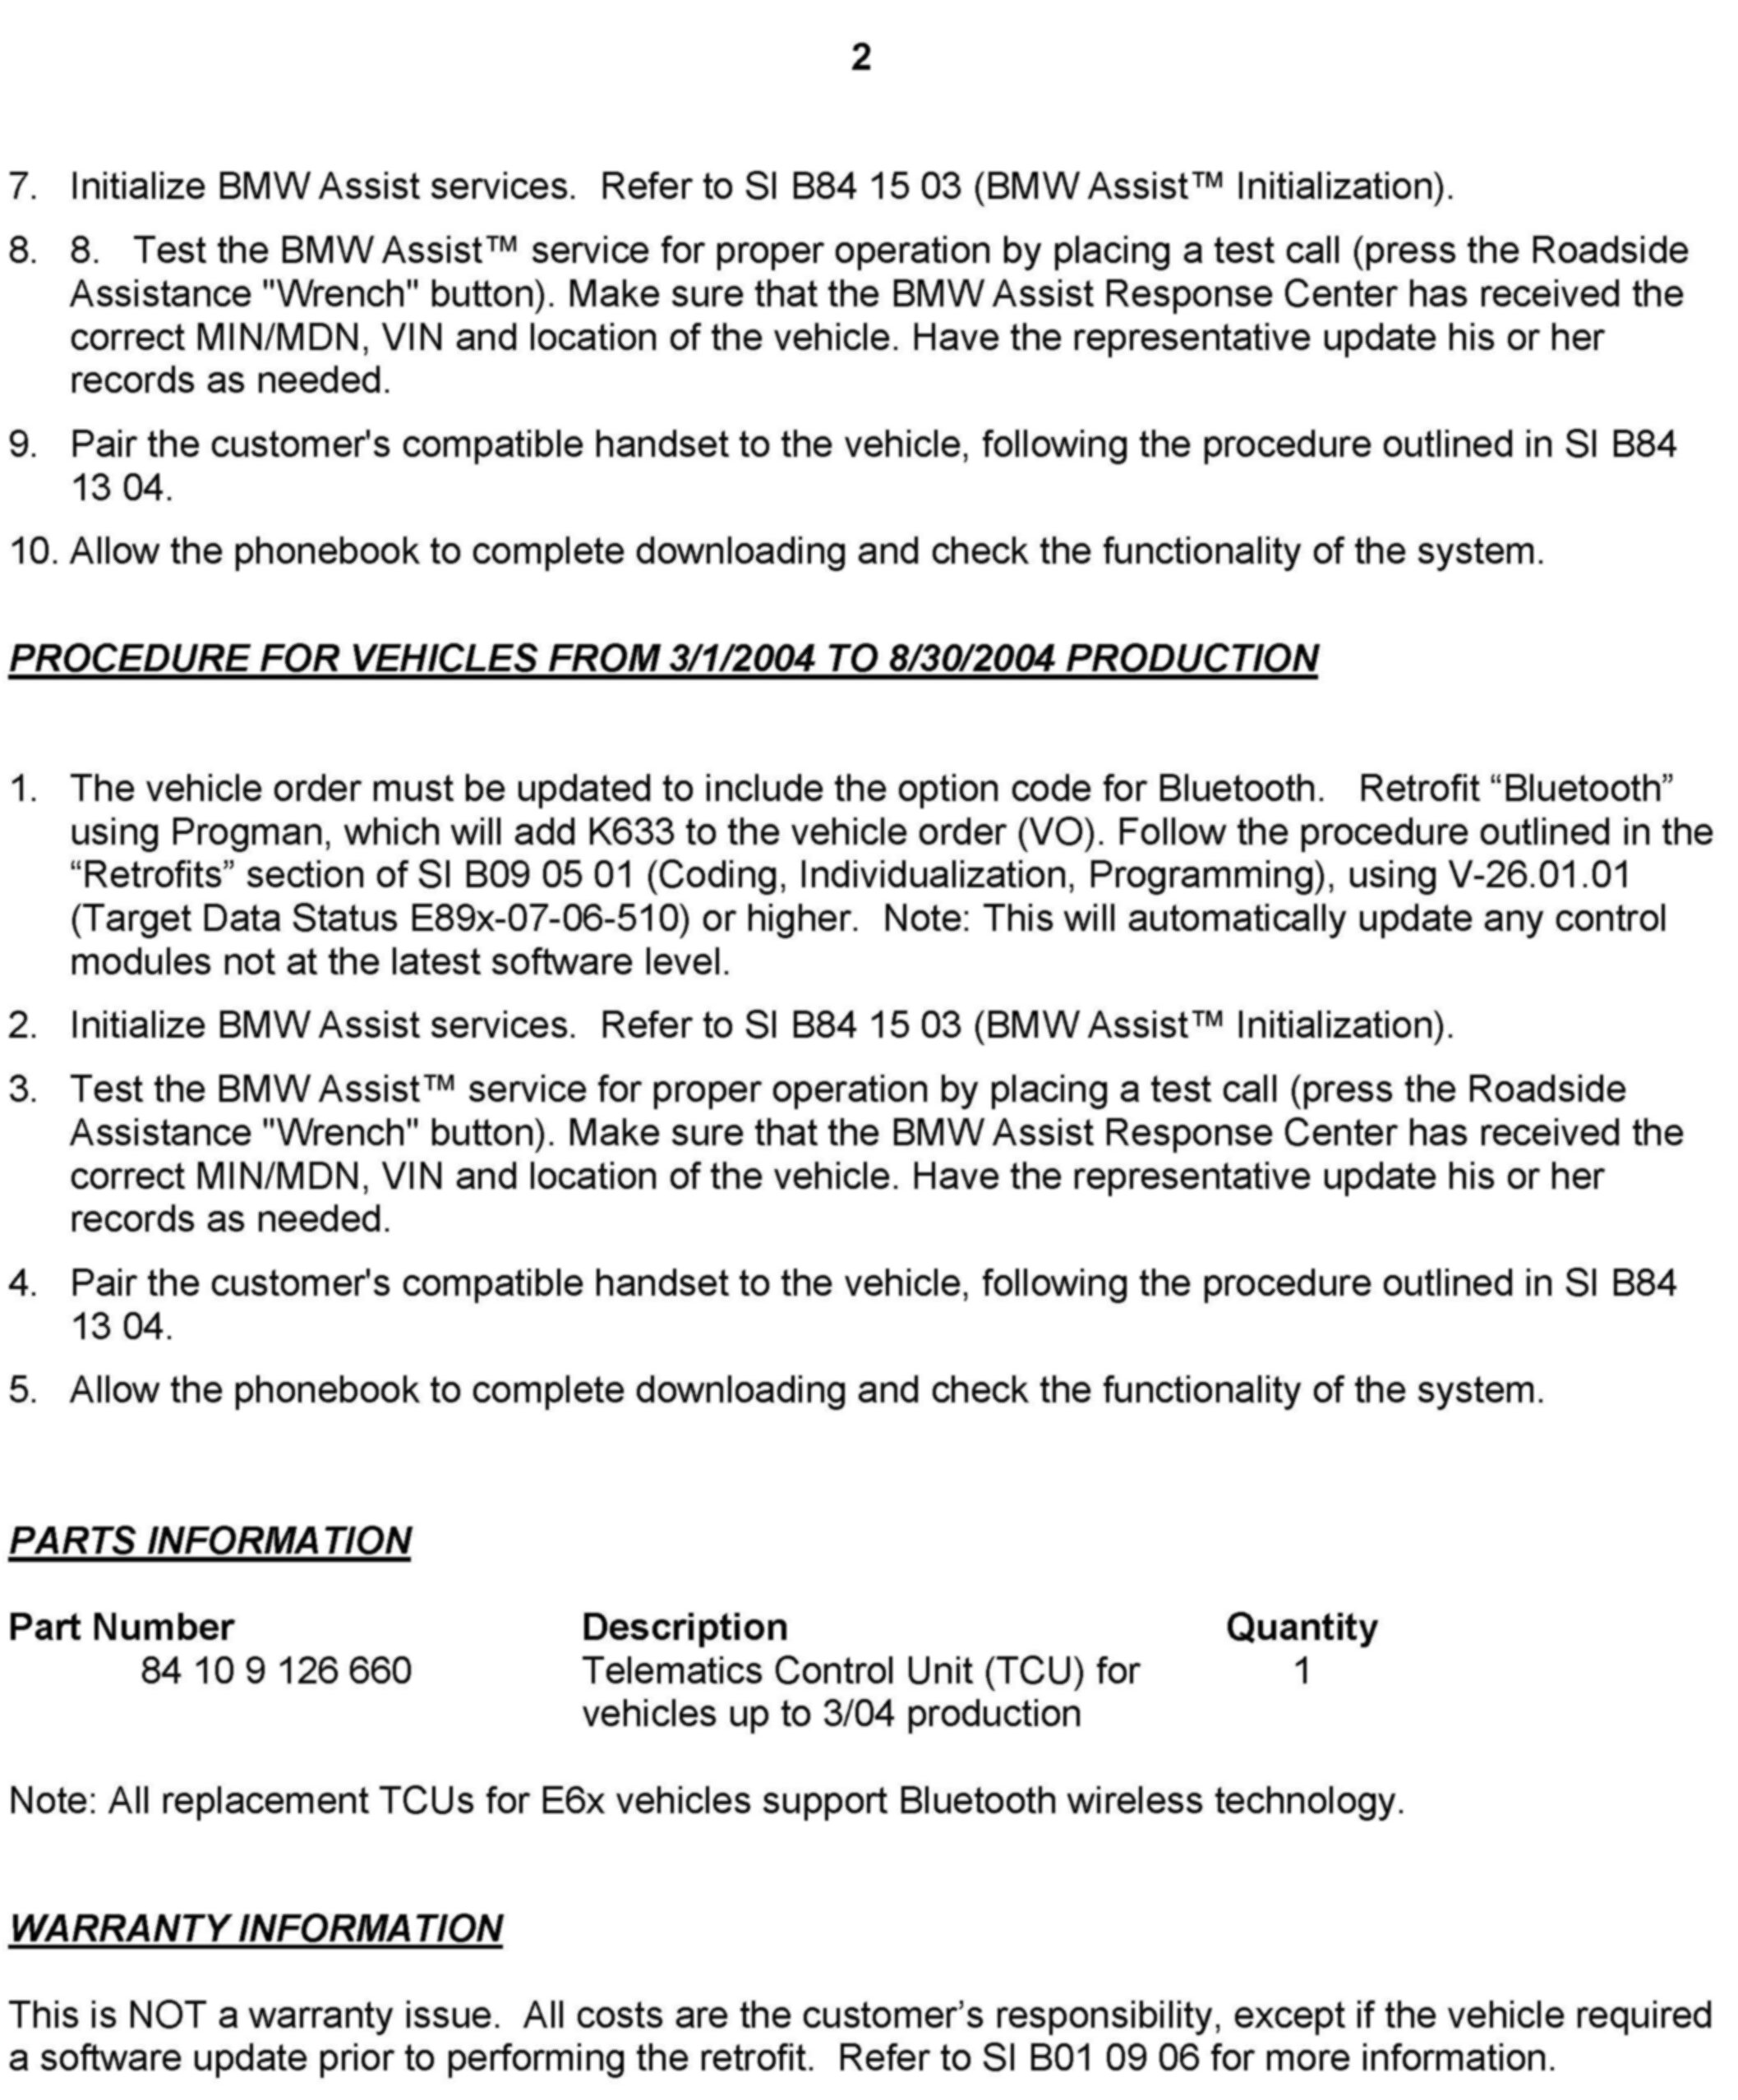 2
7. Initialize BMW Assist services.  Refer to SI B84 15 03 (BMW Assist™ Initialization).
8. 8.   Test the BMW Assist™ service for proper operation by placing a test call (press the Roadside
Assistance "Wrench" button). Make sure that the BMW Assist Response Center has received the
correct MIN/MDN, VIN and location of the vehicle. Have the representative update his or her
records as needed.
9. Pair the customer's compatible handset to the vehicle, following the procedure outlined in SI B84
13 04.
10. Allow the phonebook to complete downloading and check the functionality of the system.
PROCEDURE FOR VEHICLES FROM 3/1/2004 TO 8/30/2004 PRODUCTION
1. The vehicle order must be updated to include the option code for Bluetooth.   Retrofit “Bluetooth”
using Progman, which will add K633 to the vehicle order (VO). Follow the procedure outlined in the
“Retrofits” section of SI B09 05 01 (Coding, Individualization, Programming), using V-26.01.01
(Target Data Status E89x-07-06-510) or higher.  Note: This will automatically update any control
modules not at the latest software level.
2. Initialize BMW Assist services.  Refer to SI B84 15 03 (BMW Assist™ Initialization).
3. Test the BMW Assist™ service for proper operation by placing a test call (press the Roadside
Assistance "Wrench" button). Make sure that the BMW Assist Response Center has received the
correct MIN/MDN, VIN and location of the vehicle. Have the representative update his or her
records as needed.
4. Pair the customer's compatible handset to the vehicle, following the procedure outlined in SI B84
13 04.
5. Allow the phonebook to complete downloading and check the functionality of the system.
PARTS INFORMATION
Part Number Description Quantity
84 10 9 126 660 Telematics Control Unit (TCU) for 1
vehicles up to 3/04 production
Note: All replacement TCUs for E6x vehicles support Bluetooth wireless technology.
WARRANTY INFORMATION
This is NOT a warranty issue.  All costs are the customer’s responsibility, except if the vehicle required
a software update prior to performing the retrofit.  Refer to SI B01 09 06 for more information.